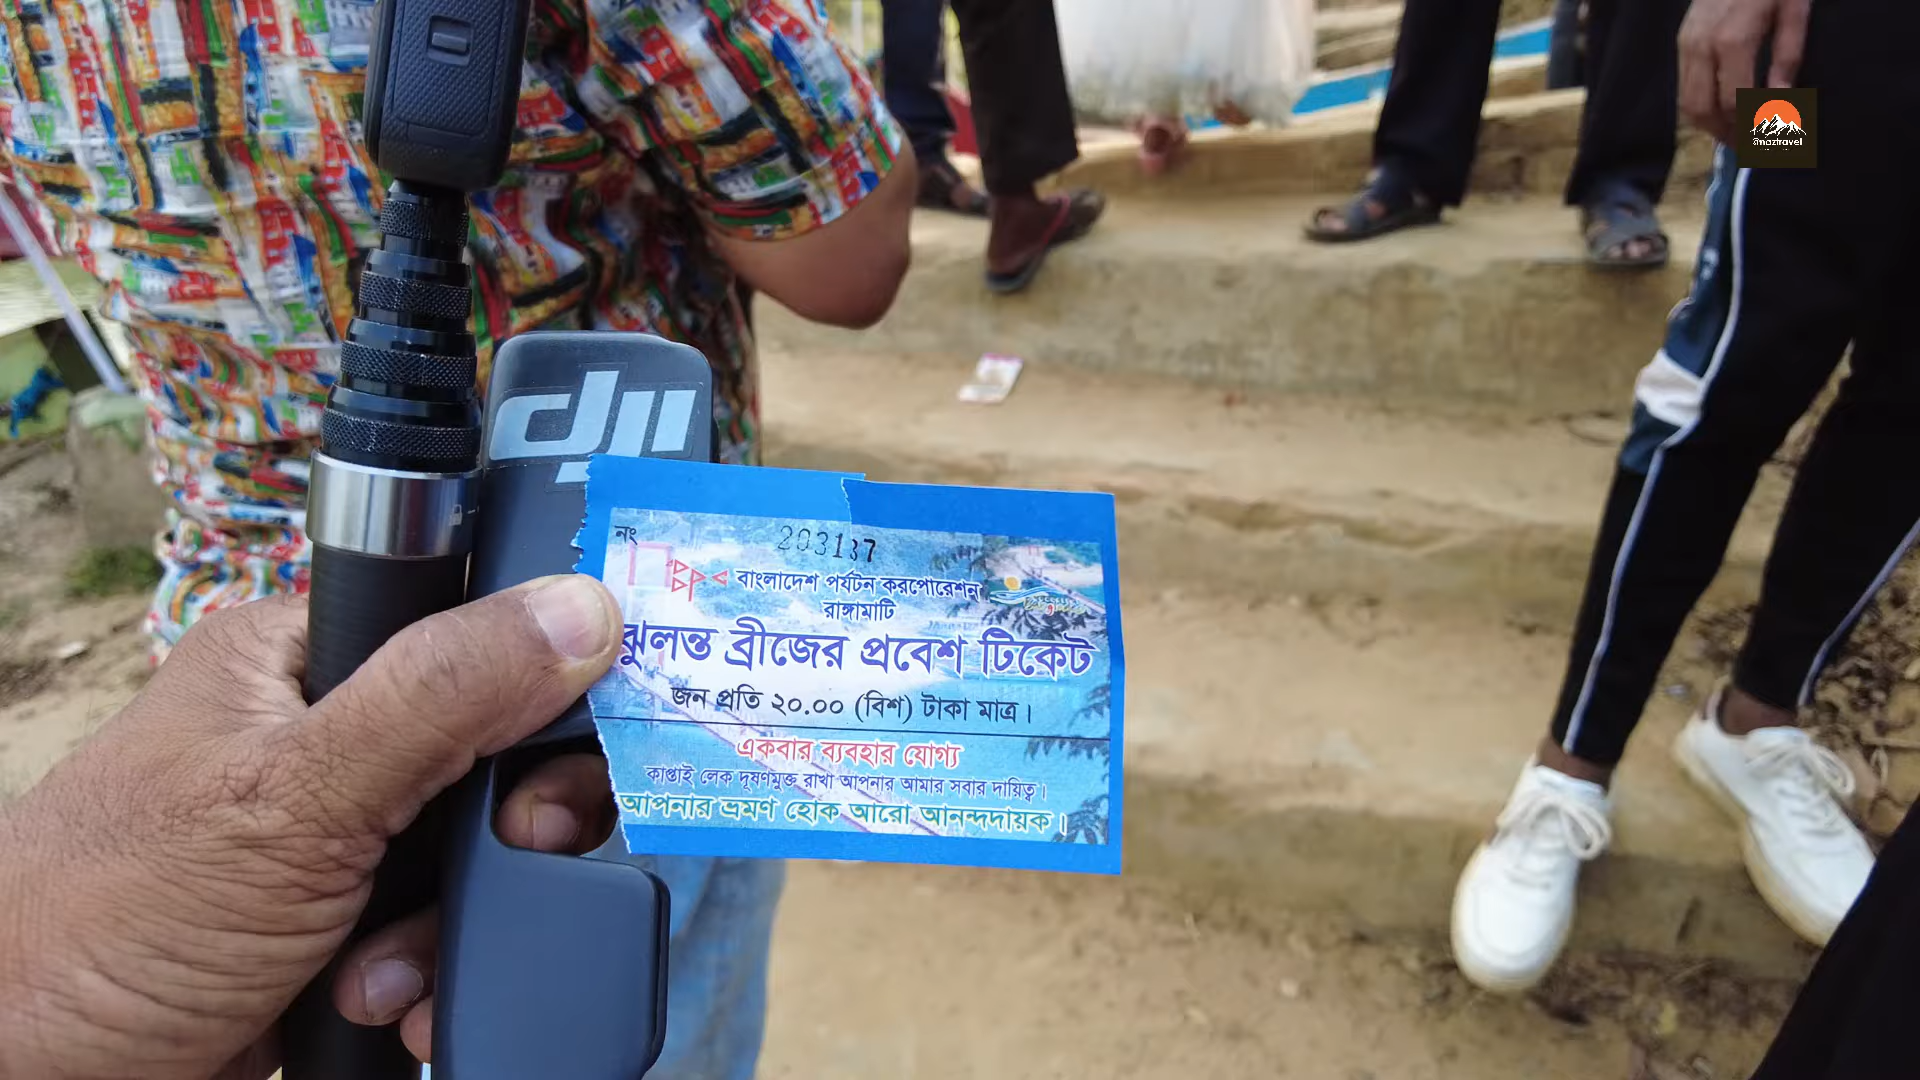 dji
নং 203137
বাংলাদেশ পর্যটন করপোরেশন
রাঙ্গামাটি
ঝুলন্ত ব্রীজের প্রবেশ টিকেট
জন প্রতি ২০.০০ (বিশ) টাকা মাত্র।
একবার ব্যবহার যোগ্য
কাপ্তাই লেক দূষণমুক্ত রাখা আপনার আমার সবার দায়িত্ব।
আপনার ভ্রমণ হোক আরো আনন্দদায়ক।